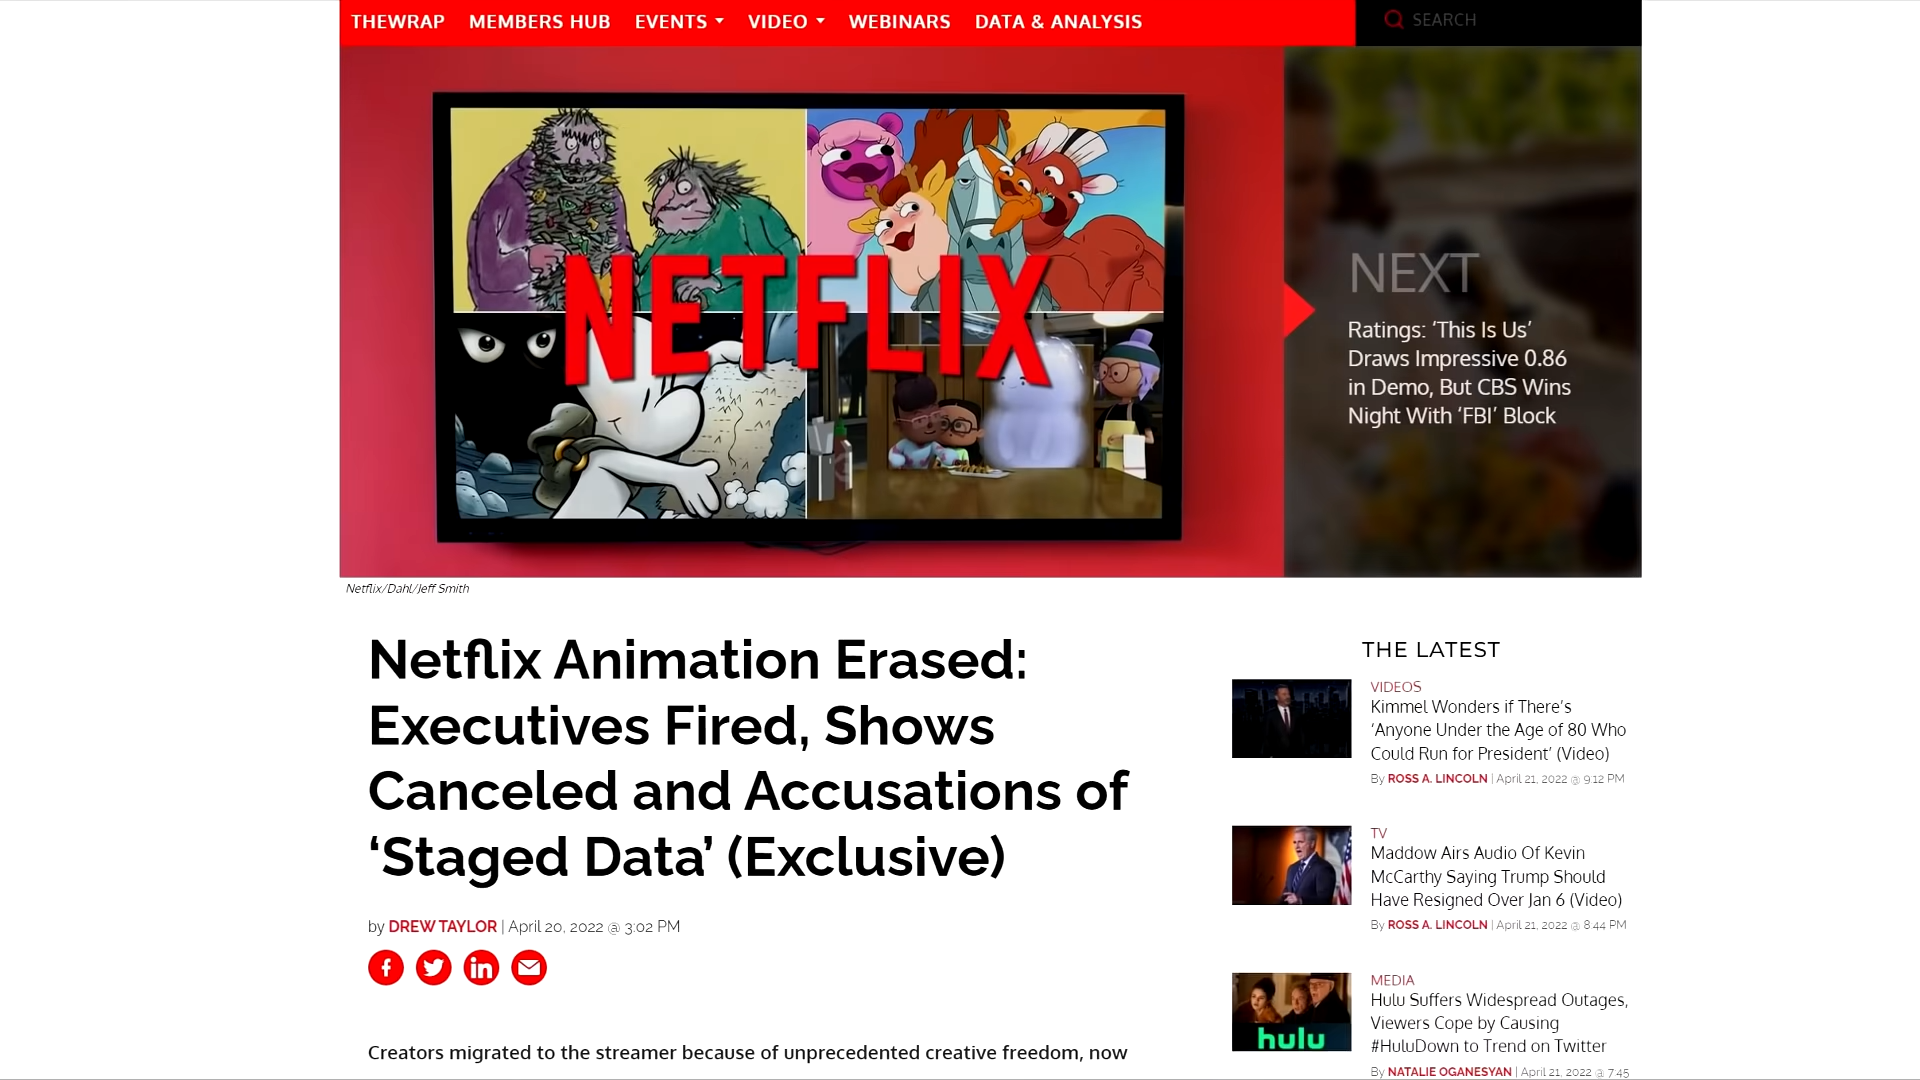 THEWRAP MEMBERS HUB EVENTS VIDEO WEBINARS DATA & ANALYSIS
SEARCH
NETFLIX
NEXT
Ratings: ‘This Is Us’
Draws Impressive 0.86
in Demo, But CBS Wins
Night With ‘FBI’ Block
Netflix/Dahl/Jeff Smith
Netflix Animation Erased:
Executives Fired, Shows
Canceled and Accusations of
‘Staged Data’ (Exclusive)
by DREW TAYLOR | April 20, 2022 @ 3:02 PM
Creators migrated to the streamer because of unprecedented creative freedom, now
THE LATEST
VIDEOS
Kimmel Wonders if There’s
‘Anyone Under the Age of 80 Who
Could Run for President’ (Video)
By ROSS A. LINCOLN | April 21, 2022 @ 9:12 PM
TV
Maddow Airs Audio Of Kevin
McCarthy Saying Trump Should
Have Resigned Over Jan 6 (Video)
By ROSS A. LINCOLN | April 21, 2022 @ 8:44 PM
MEDIA
Hulu Suffers Widespread Outages,
Viewers Cope by Causing
#HuluDown to Trend on Twitter
hulu
By NATALIE OGANESYAN | April 21, 2022 @ 7:45